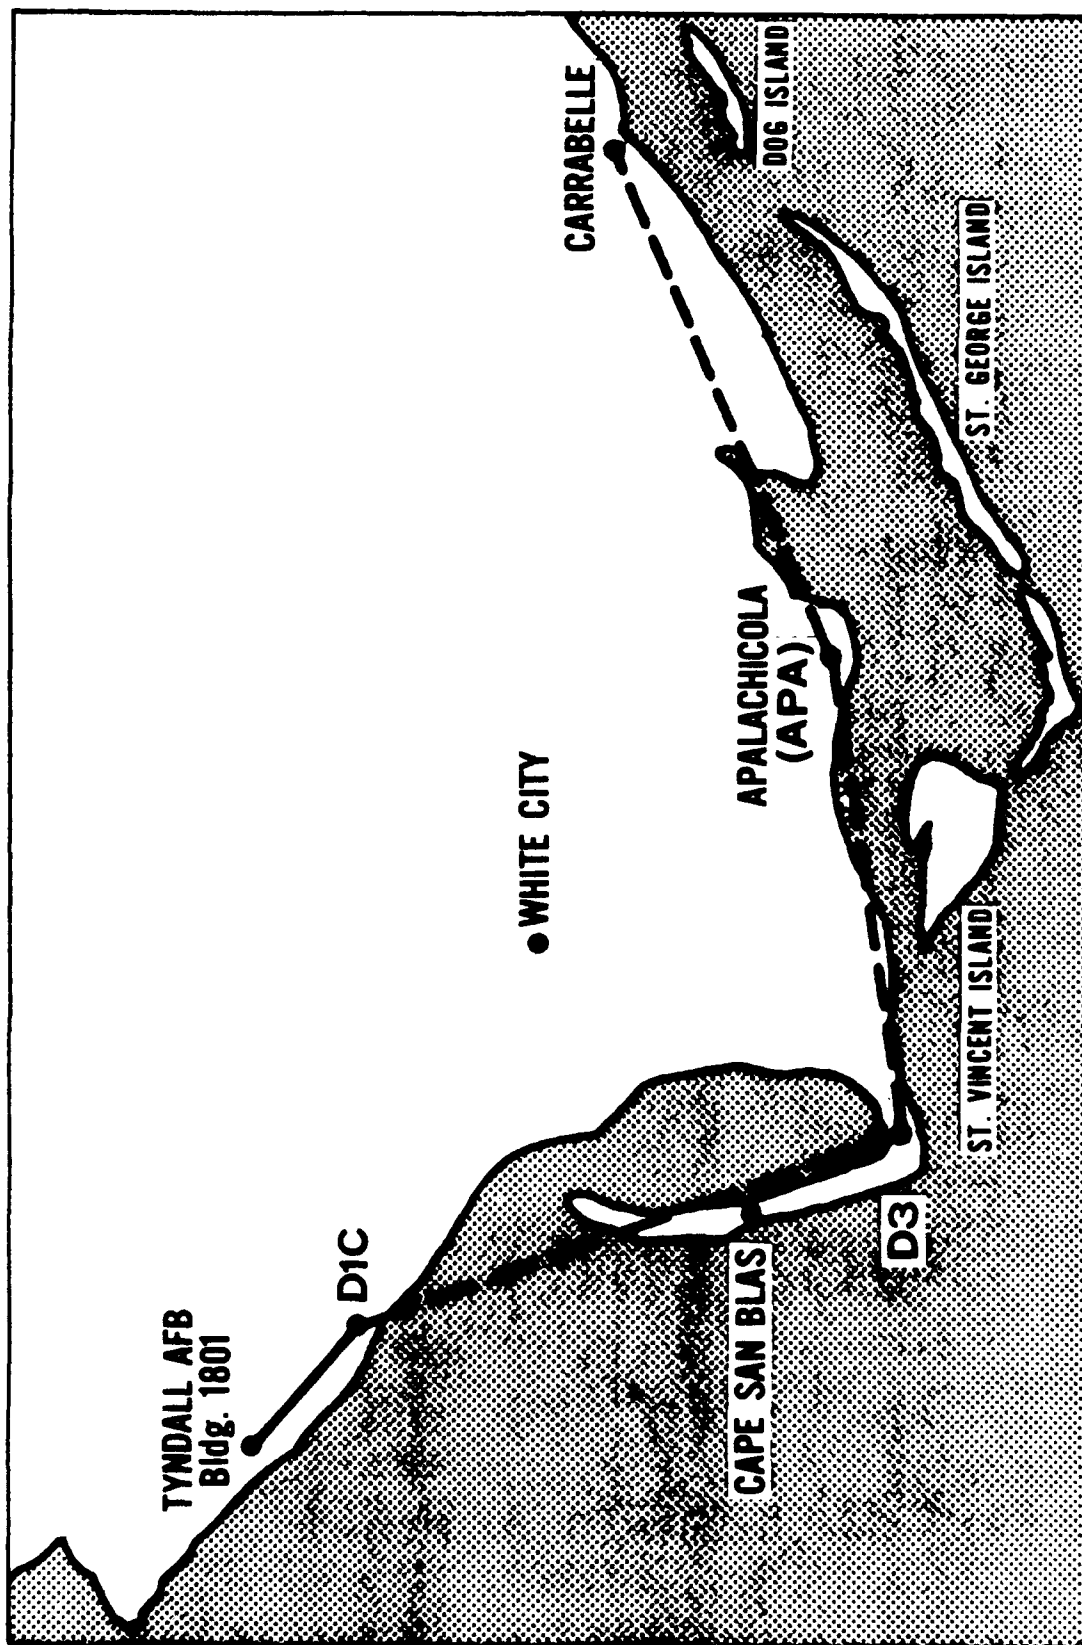 TYNDALL AFB
Bldg. 1801
D1C
WHITE CITY
CARRABELLE
APALACHICOLA
(APA)
CAPE SAN BLAS
D3
DOG ISLAND
ST. GEORGE ISLAND
ST. VINCENT ISLAND